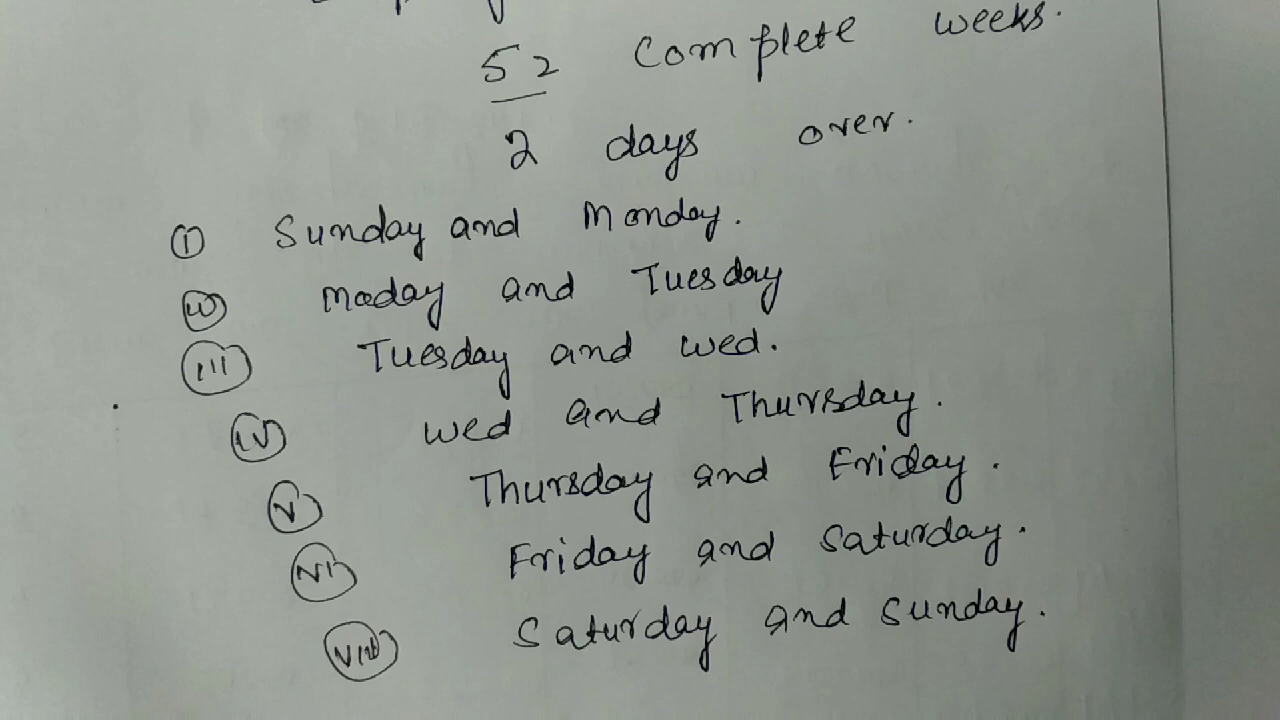 52 Complete weeks.
2 days over.
(i) Sunday and Monday.
(ii) Moday and Tuesday
(iii) Tuesday and wed.
(iv) wed and Thursday.
(v) Thursday and Friday.
(vi) Friday and Saturday.
(vii) Saturday and Sunday.